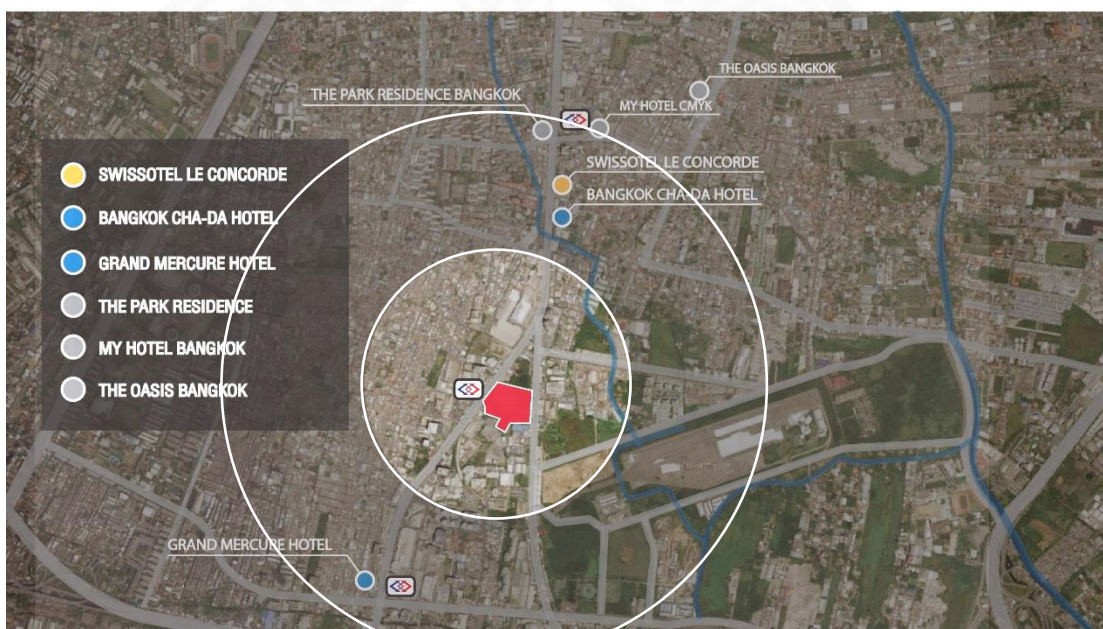 THE OASIS BANGKOK
THE PARK RESIDENCE BANGKOK
MY HOTEL CMYK
SWISSOTEL LE CONCORDE
BANGKOK CHA-DA HOTEL
SWISSOTEL LE CONCORDE
BANGKOK CHA-DA HOTEL
GRAND MERCURE HOTEL
THE PARK RESIDENCE
MY HOTEL BANGKOK
THE OASIS BANGKOK
GRAND MERCURE HOTEL